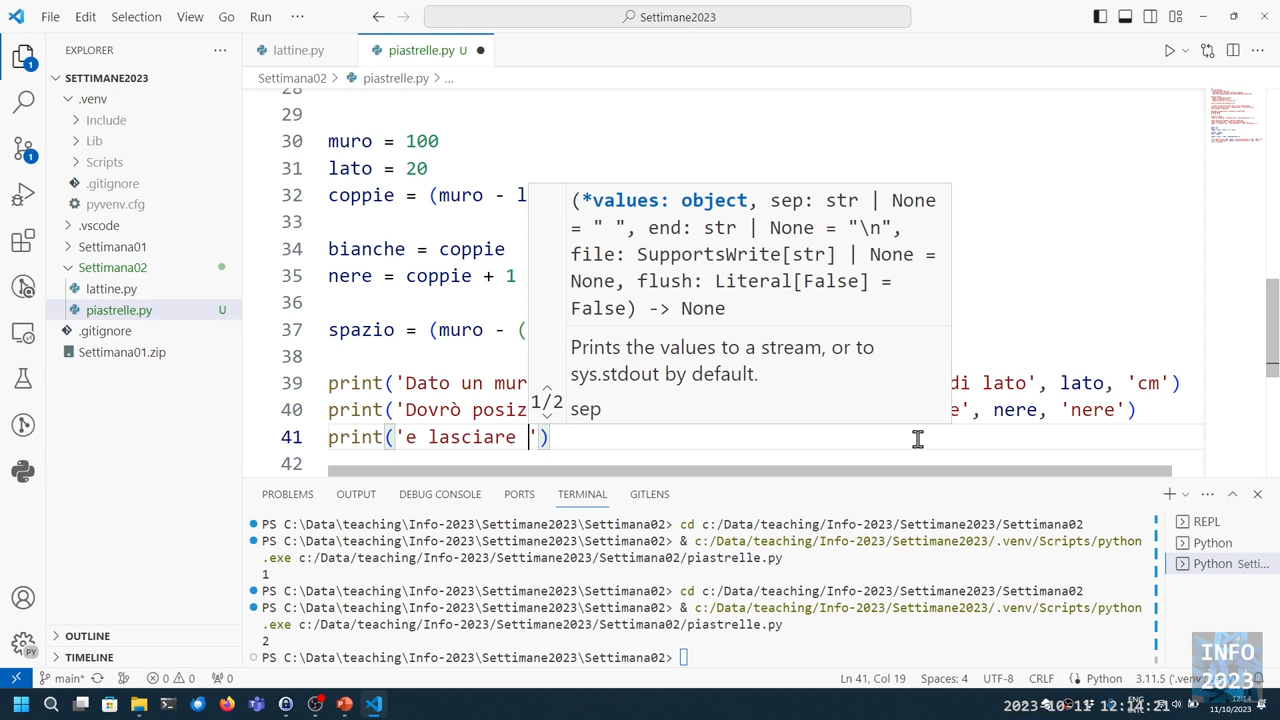 File Edit Selection View Go Run ··· Settimane2023
EXPLORER ···
SETTIMANE2023
.venv
Include
Lib
Scripts
.gitignore
pyvenv.cfg
.vscode
Settimana01
Settimana02
lattine.py
piastrelle.py U
.gitignore
Settimana01.zip
OUTLINE
TIMELINE
lattine.py piastrelle.py U
Settimana02 > piastrelle.py > ...
28
29
30 muro = 100
31 lato = 20
32 coppie = (muro - l
33
34 bianche = coppie
35 nere = coppie + 1
36
37 spazio = (muro - (
38
39 print('Dato un mur di lato', lato, 'cm')
40 print('Dovrò posiz e', nere, 'nere')
41 print('e lasciare ')
42
(*values: object, sep: str | None
= " ", end: str | None = "\n",
file: SupportsWrite[str] | None =
None, flush: Literal[False] =
False) -> None
Prints the values to a stream, or to
sys.stdout by default.
1/2
sep
PROBLEMS OUTPUT DEBUG CONSOLE PORTS TERMINAL GITLENS
PS C:\Data\teaching\Info-2023\Settimane2023\Settimana02> cd c:/Data/teaching/Info-2023/Settimane2023/Settimana02
PS C:\Data\teaching\Info-2023\Settimane2023\Settimana02> & c:/Data/teaching/Info-2023/Settimane2023/.venv/Scripts/python
.exe c:/Data/teaching/Info-2023/Settimane2023/Settimana02/piastrelle.py
1
PS C:\Data\teaching\Info-2023\Settimane2023\Settimana02> cd c:/Data/teaching/Info-2023/Settimane2023/Settimana02
PS C:\Data\teaching\Info-2023\Settimane2023\Settimana02> & c:/Data/teaching/Info-2023/Settimane2023/.venv/Scripts/python
.exe c:/Data/teaching/Info-2023/Settimane2023/Settimana02/piastrelle.py
2
PS C:\Data\teaching\Info-2023\Settimane2023\Settimana02>
REPL
Python
Python Setti...
INFO
2023
main* 0 0 0 Ln 41, Col 19 Spaces: 4 UTF-8 CRLF Python 3.11.5 ('.venv':
ENG
12:14
11/10/2023